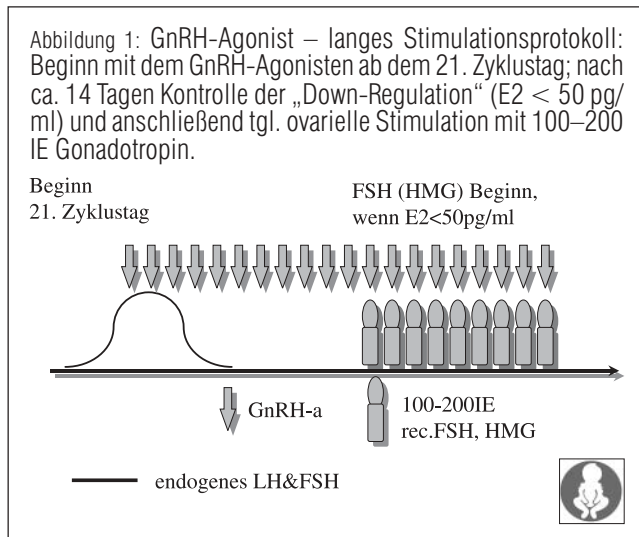 Abbildung 1: GnRH-Agonist – langes Stimulationsprotokoll:
Beginn mit dem GnRH-Agonisten ab dem 21. Zyklustag; nach
ca. 14 Tagen Kontrolle der „Down-Regulation“ (E2 < 50 pg/
ml) und anschließend tgl. ovarielle Stimulation mit 100–200
IE Gonadotropin.
Beginn
21. Zyklustag
FSH (HMG) Beginn,
wenn E2<50pg/ml
GnRH-a
100-200IE
rec.FSH, HMG
endogenes LH&FSH